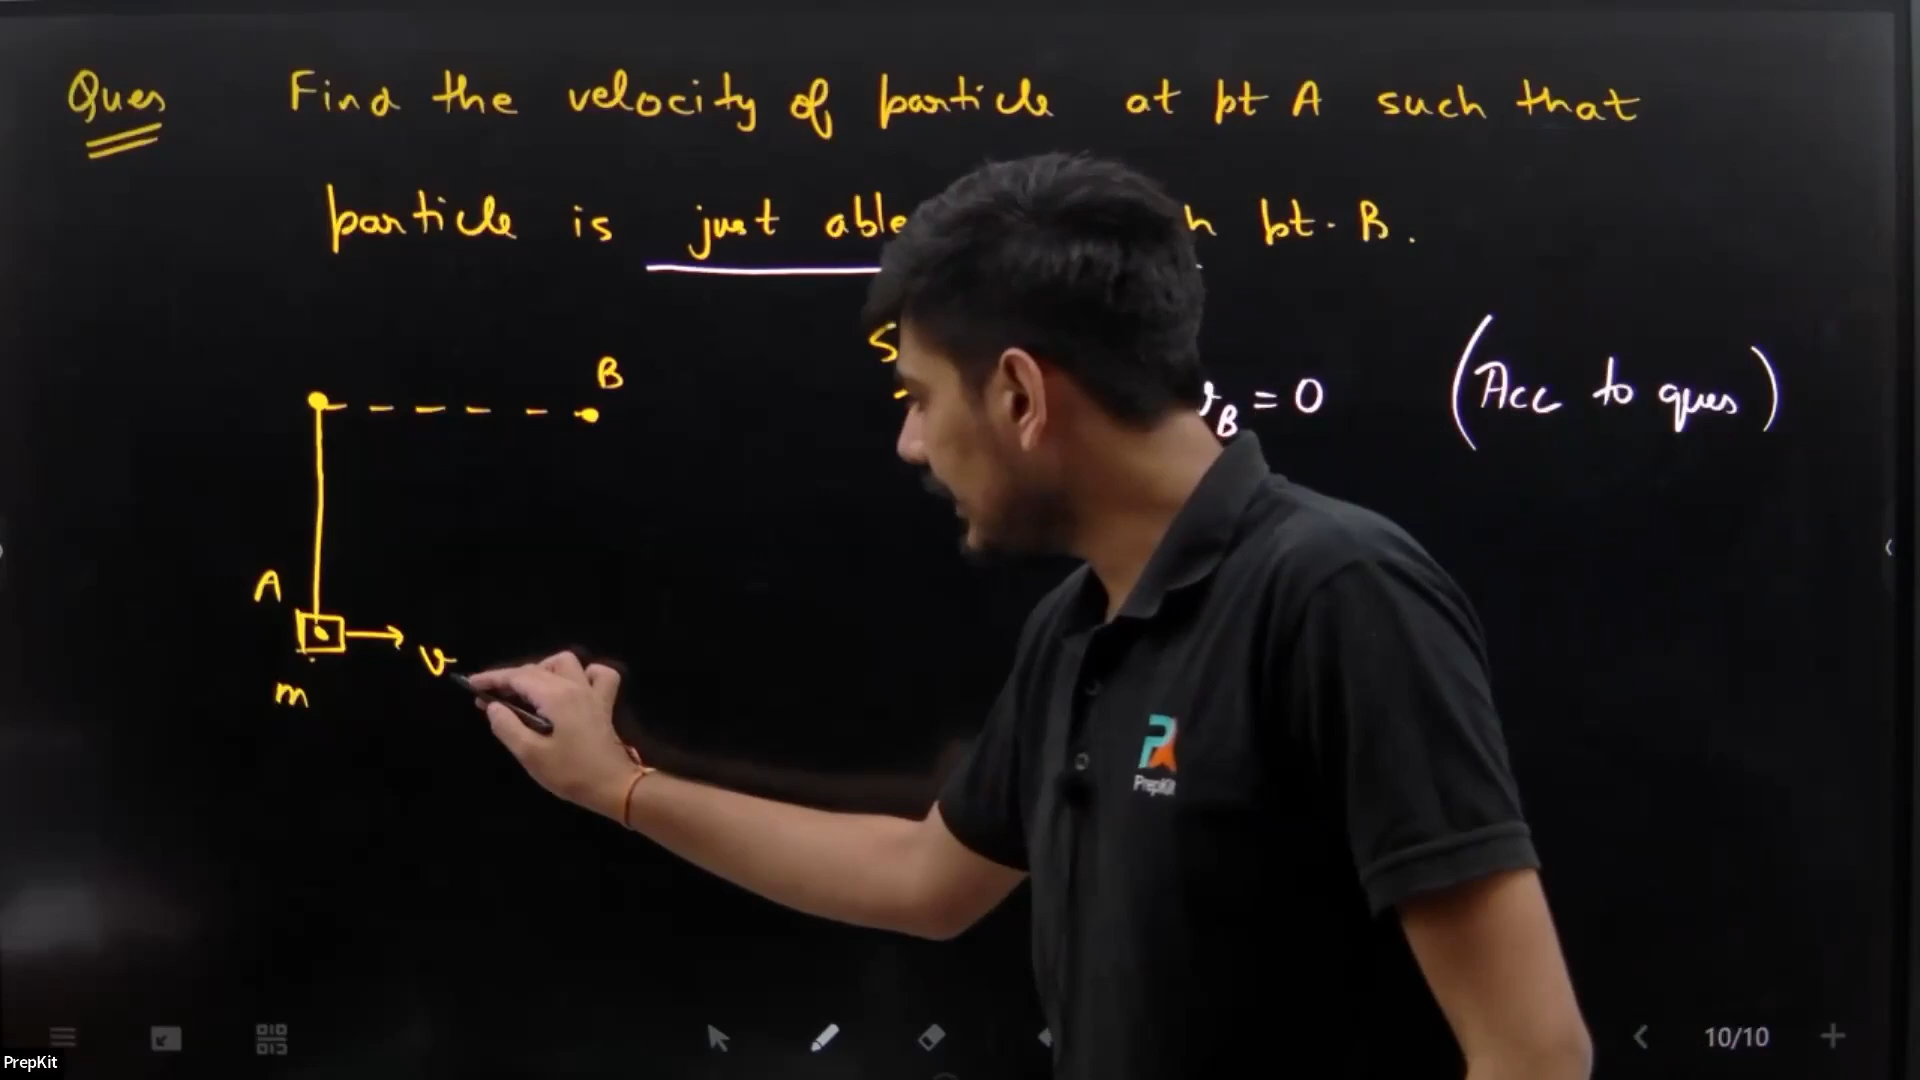 Ques Find the velocity of particle at pt A such that
particle is just able pt. B.
B
B = 0 (Acc to ques)
A
v
m
PrepKit
10/10
PrepKit